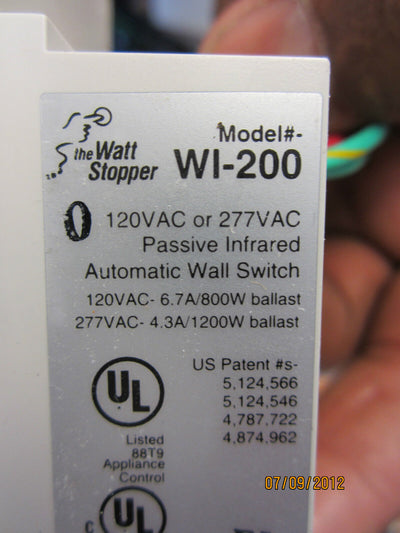 Model#-
the Watt
Stopper
WI-200
0
120VAC or 277VAC
Passive Infrared
Automatic Wall Switch
120VAC- 6.7A/800W ballast
277VAC- 4.3A/1200W ballast
US Patent #s-
5,124,566
5,124,546
4,787,722
4,874,962
UL
Listed
88T9
Appliance
Control
C
UL
07/09/2012